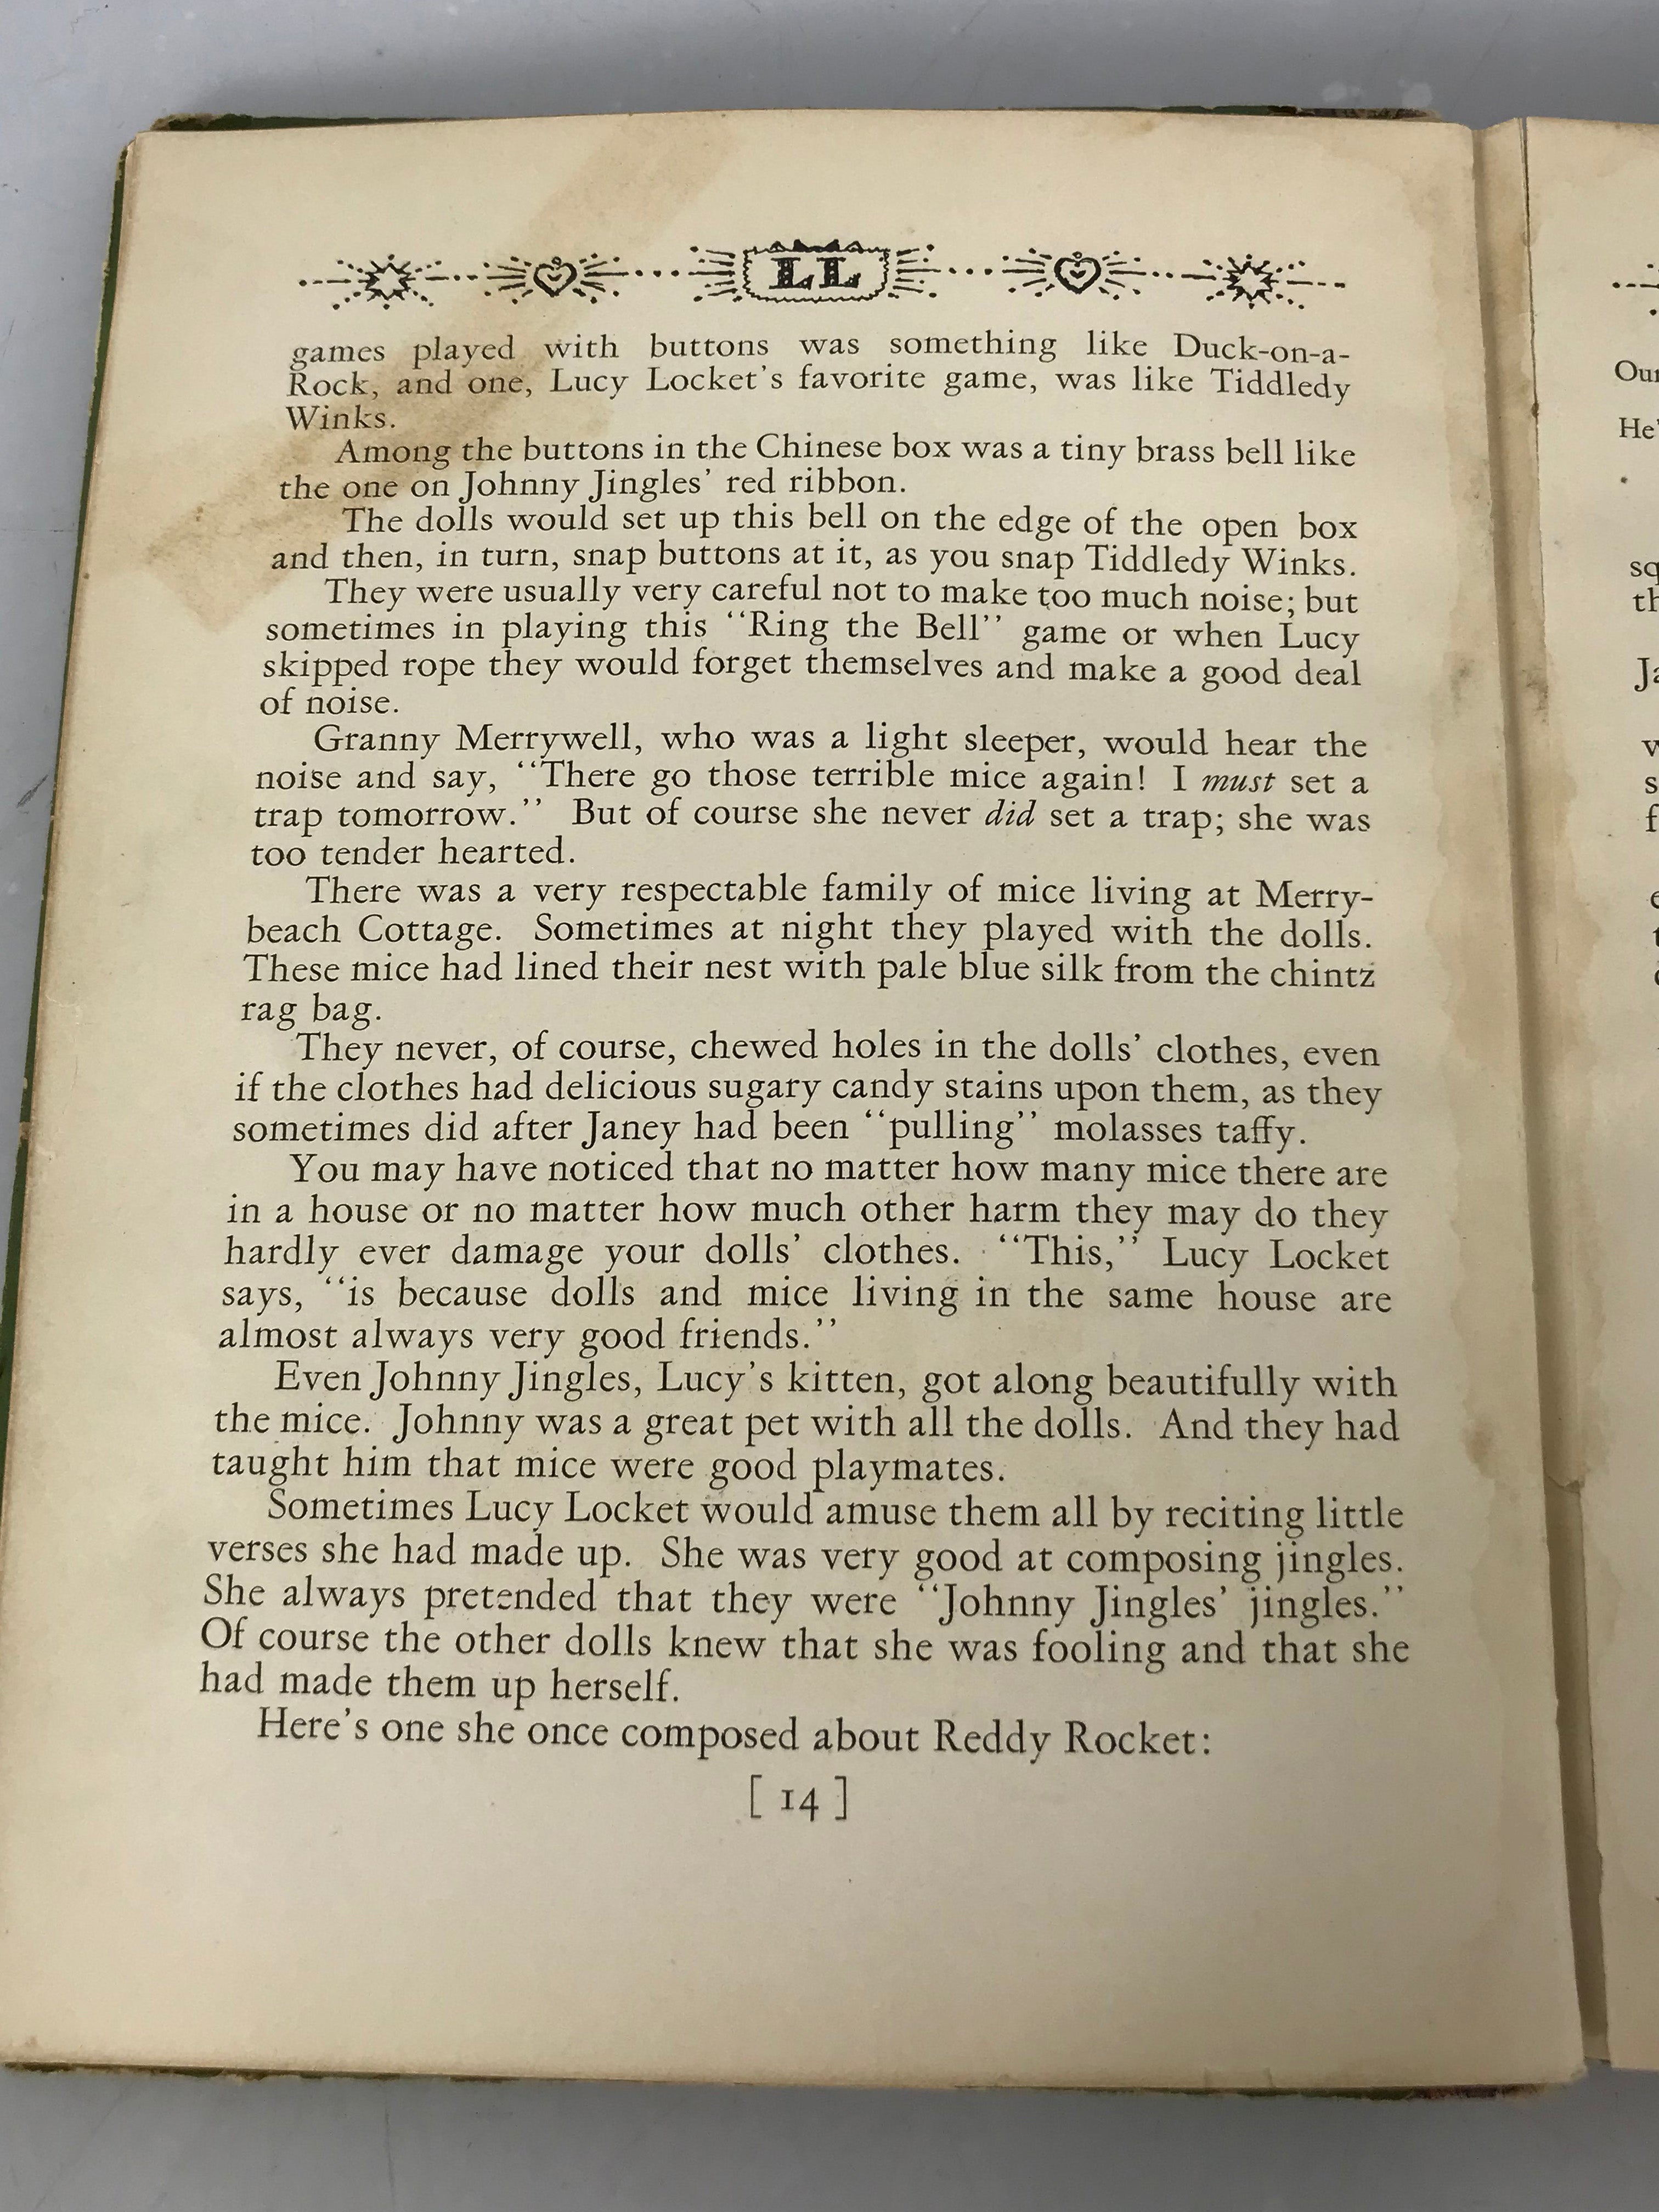 LL
games played with buttons was something like Duck-on-a-
Rock, and one, Lucy Locket's favorite game, was like Tiddledy
Winks.
Among the buttons in the Chinese box was a tiny brass bell like
the one on Johnny Jingles' red ribbon.
The dolls would set up this bell on the edge of the open box
and then, in turn, snap buttons at it, as you snap Tiddledy Winks.
They were usually very careful not to make too much noise; but
sometimes in playing this “Ring the Bell” game or when Lucy
skipped rope they would forget themselves and make a good deal
of noise.
Granny Merrywell, who was a light sleeper, would hear the
noise and say, “There go those terrible mice again! I must set a
trap tomorrow.” But of course she never did set a trap; she was
too tender hearted.
There was a very respectable family of mice living at Merry-
beach Cottage. Sometimes at night they played with the dolls.
These mice had lined their nest with pale blue silk from the chintz
rag bag.
They never, of course, chewed holes in the dolls' clothes, even
if the clothes had delicious sugary candy stains upon them, as they
sometimes did after Janey had been “pulling” molasses taffy.
You may have noticed that no matter how many mice there are
in a house or no matter how much other harm they may do they
hardly ever damage your dolls' clothes. “This,” Lucy Locket
says, “is because dolls and mice living in the same house are
almost always very good friends.”
Even Johnny Jingles, Lucy's kitten, got along beautifully with
the mice. Johnny was a great pet with all the dolls. And they had
taught him that mice were good playmates.
Sometimes Lucy Locket would amuse them all by reciting little
verses she had made up. She was very good at composing jingles.
She always pretended that they were “Johnny Jingles' jingles.”
Of course the other dolls knew that she was fooling and that she
had made them up herself.
Here's one she once composed about Reddy Rocket:
[ 14 ]
Our
He'
sq
th
Ja
w
s
f
e
t